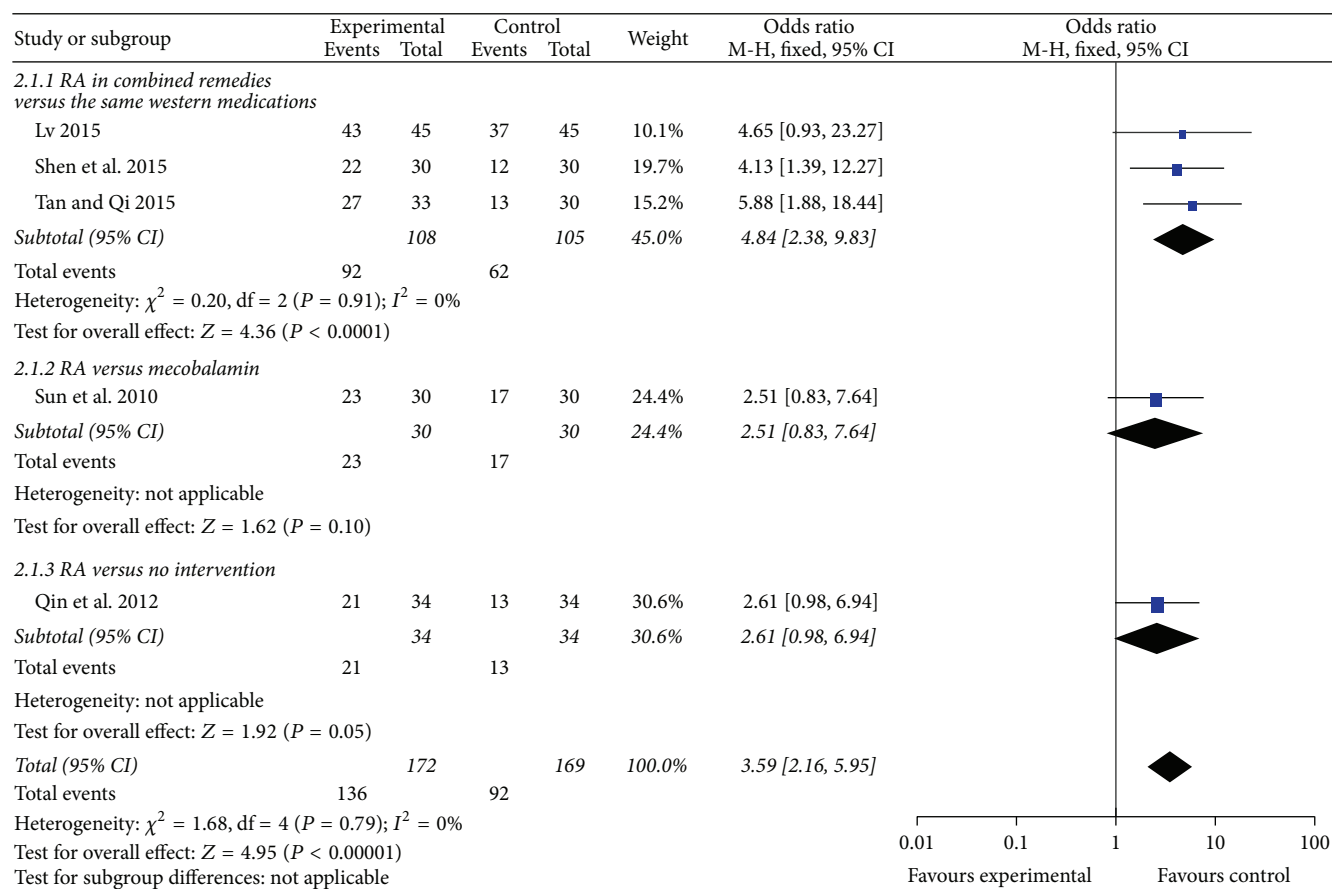 Study or subgroup Experimental Control Weight Odds ratio Odds ratio
Events Total Events Total M-H, fixed, 95% CI M-H, fixed, 95% CI
2.1.1 RA in combined remedies
versus the same western medications
Lv 2015 43 45 37 45 10.1% 4.65 [0.93, 23.27]
Shen et al. 2015 22 30 12 30 19.7% 4.13 [1.39, 12.27]
Tan and Qi 2015 27 33 13 30 15.2% 5.88 [1.88, 18.44]
Subtotal (95% CI) 108 105 45.0% 4.84 [2.38, 9.83]
Total events 92 62
Heterogeneity: χ² = 0.20, df = 2 (P = 0.91); I² = 0%
Test for overall effect: Z = 4.36 (P < 0.0001)
2.1.2 RA versus mecobalamin
Sun et al. 2010 23 30 17 30 24.4% 2.51 [0.83, 7.64]
Subtotal (95% CI) 30 30 24.4% 2.51 [0.83, 7.64]
Total events 23 17
Heterogeneity: not applicable
Test for overall effect: Z = 1.62 (P = 0.10)
2.1.3 RA versus no intervention
Qin et al. 2012 21 34 13 34 30.6% 2.61 [0.98, 6.94]
Subtotal (95% CI) 34 34 30.6% 2.61 [0.98, 6.94]
Total events 21 13
Heterogeneity: not applicable
Test for overall effect: Z = 1.92 (P = 0.05)
Total (95% CI) 172 169 100.0% 3.59 [2.16, 5.95]
Total events 136 92
Heterogeneity: χ² = 1.68, df = 4 (P = 0.79); I² = 0%
Test for overall effect: Z = 4.95 (P < 0.00001)
Test for subgroup differences: not applicable
0.01 0.1 1 10 100
Favours experimental Favours control